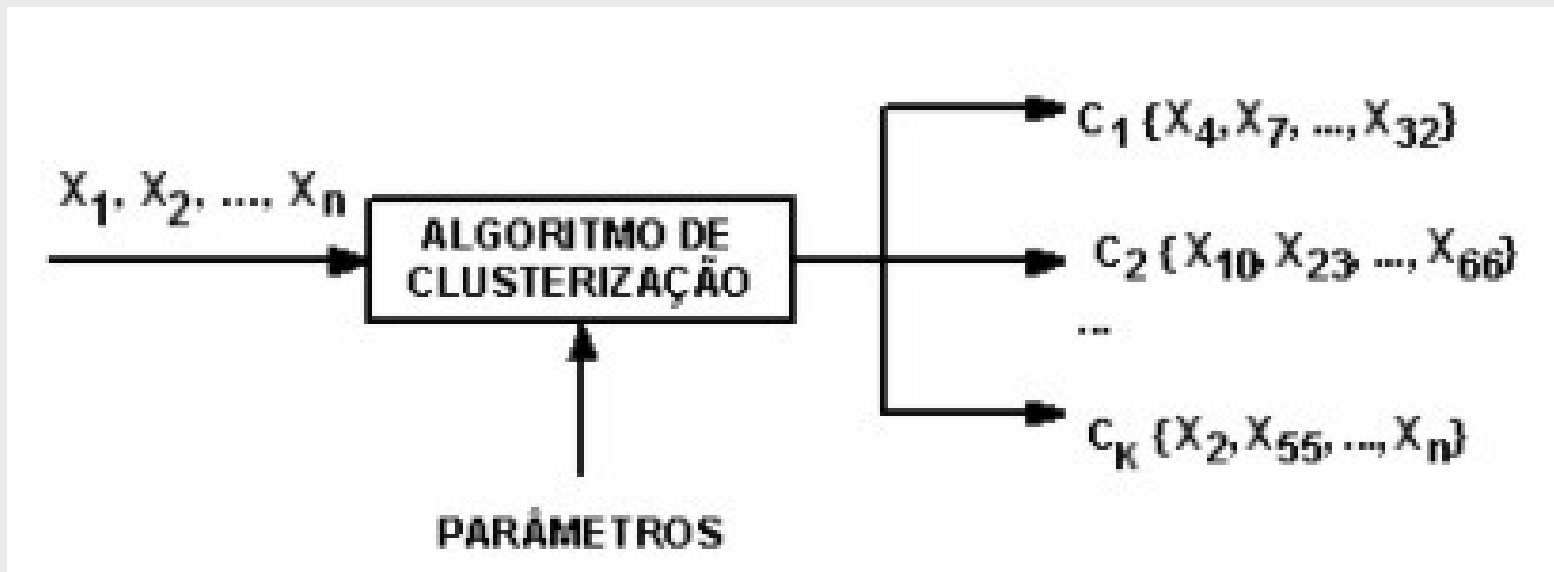 X₁, X₂, ..., Xₙ
ALGORITMO DE
CLUSTERIZAÇÃO
PARÂMETROS
C₁ {X₄, X₇, ..., X₃₂}
C₂ {X₁₀, X₂₃, ..., X₆₆}
...
Cₖ {X₂, X₅₅, ..., Xₙ}